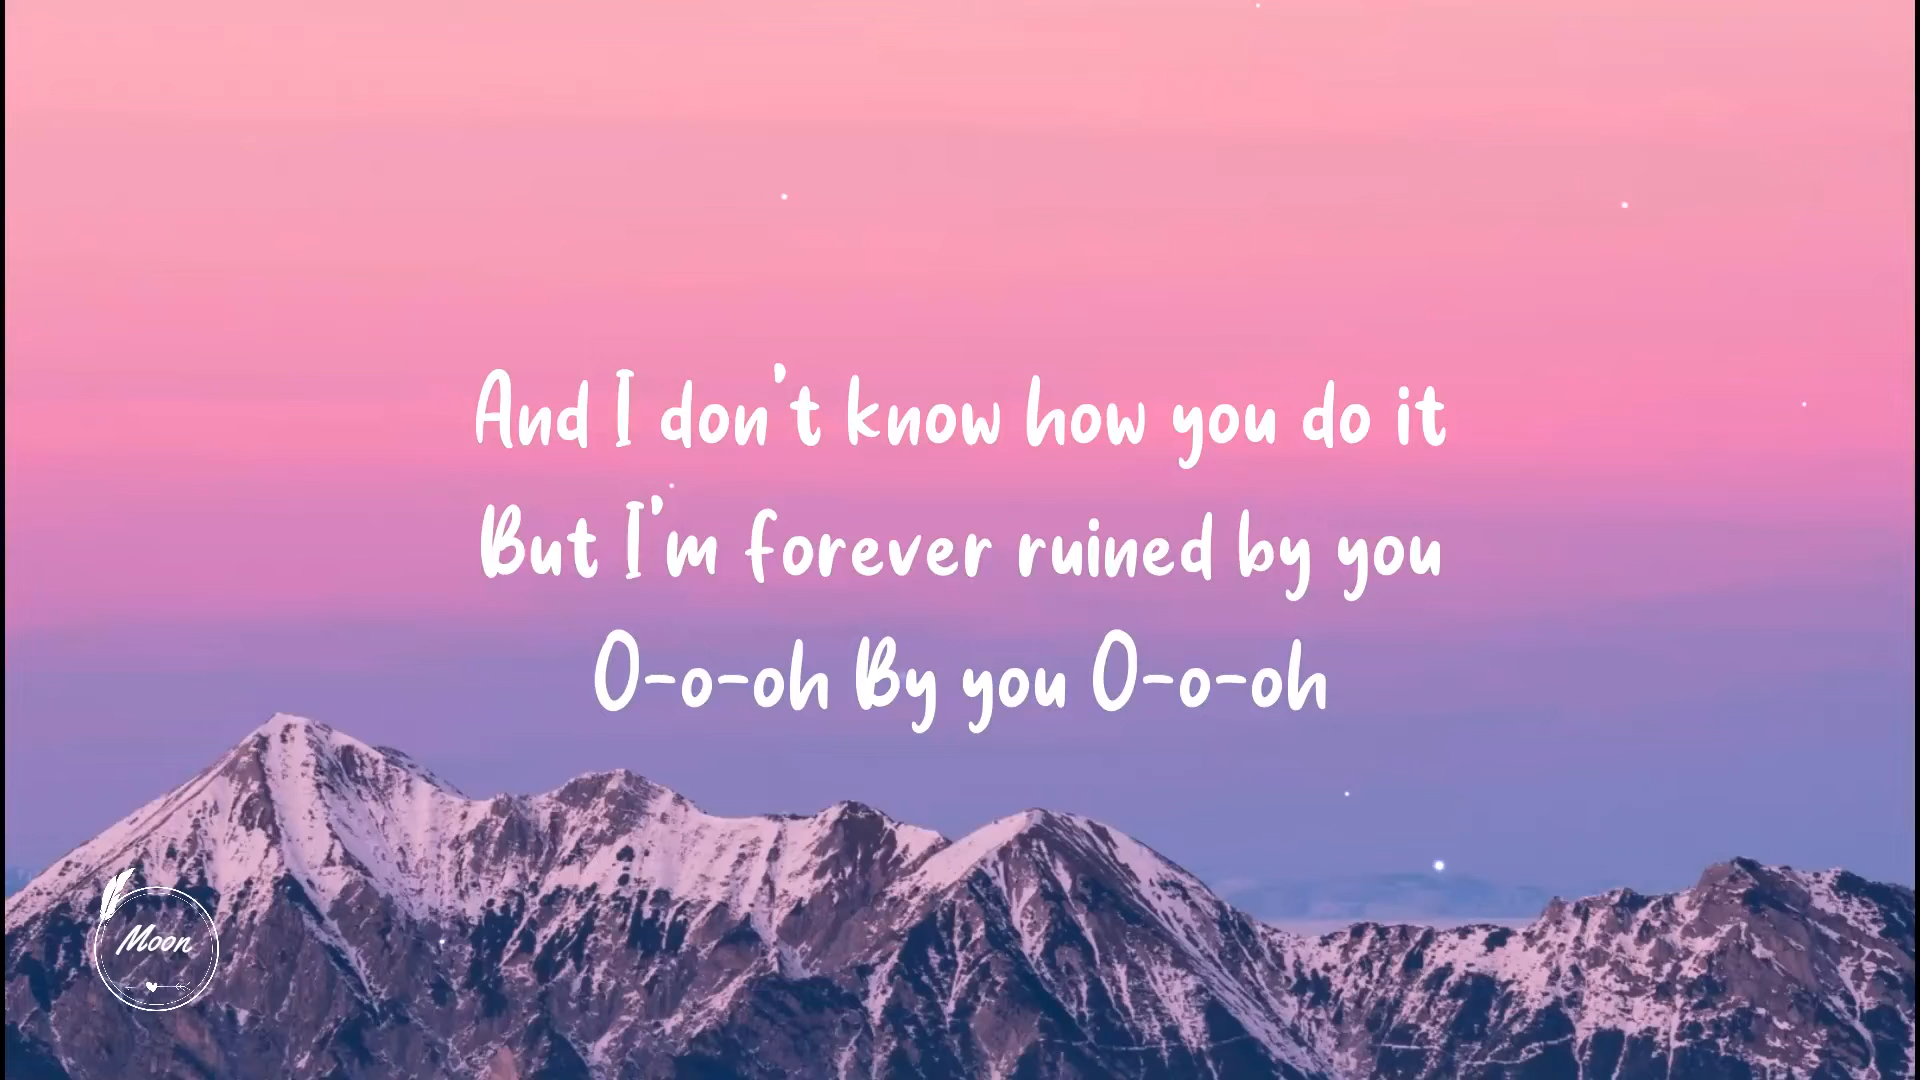 And I don't know how you do it
But I'm forever ruined by you
O-o-oh By you O-o-oh
Moon